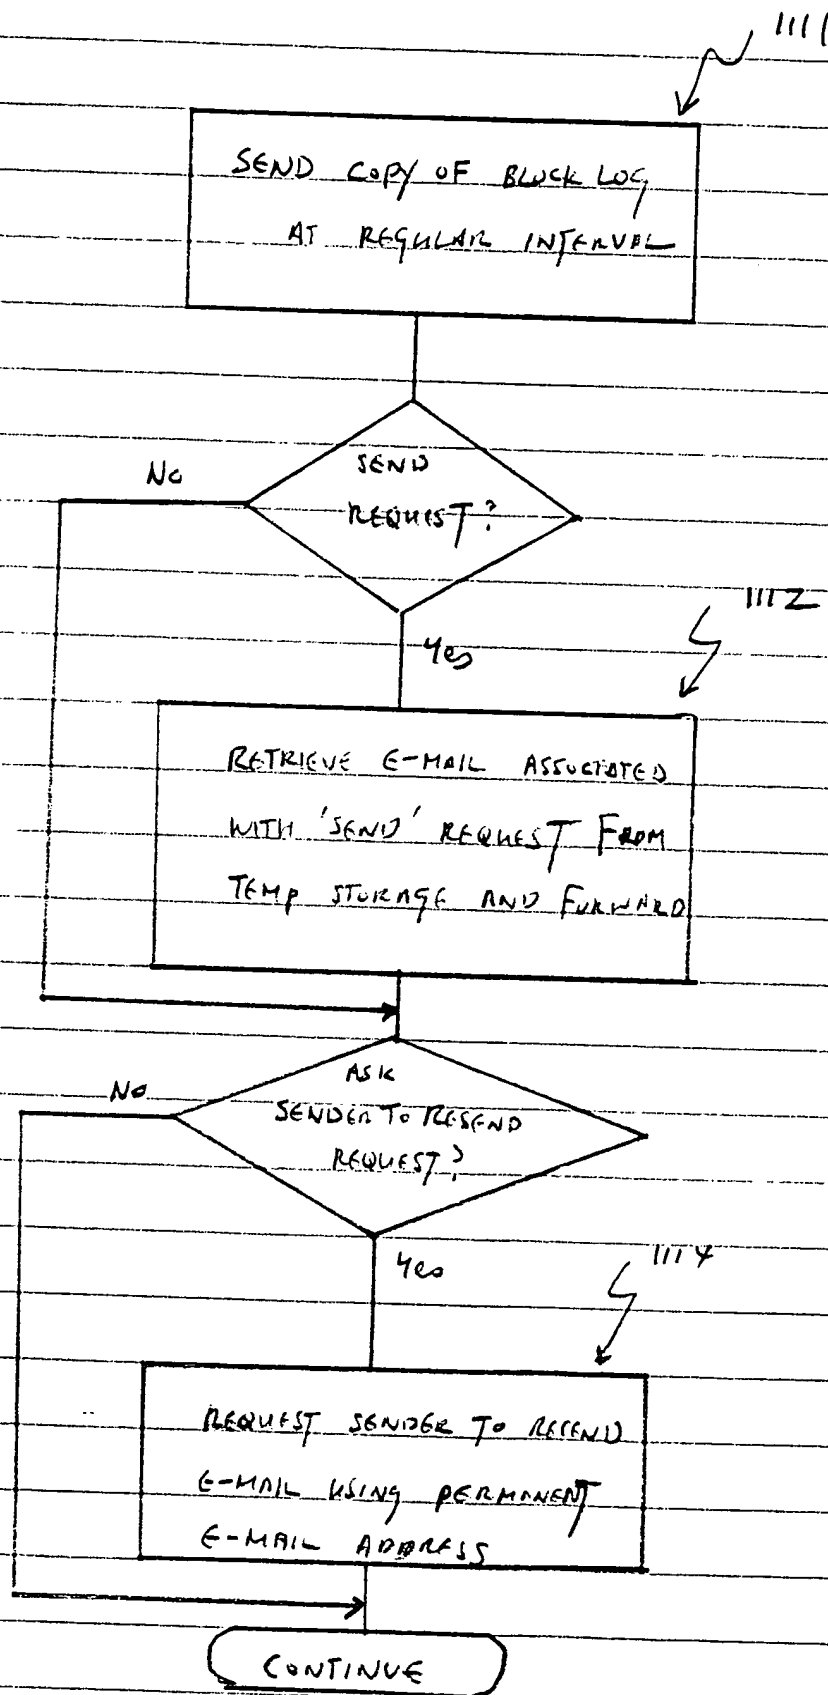 1111
SEND COPY OF BLOCK LOG
AT REGULAR INTERVAL
SEND
No
REQUEST?
1112
Yes
RETRIEVE E-MAIL ASSOCIATED
WITH 'SEND' REQUEST FROM
TEMP STORAGE AND FORWARD
ASK
No
SENDER TO RESEND
REQUEST?
1114
Yes
REQUEST SENDER TO RESEND
E-MAIL USING PERMANENT
E-MAIL ADDRESS
CONTINUE